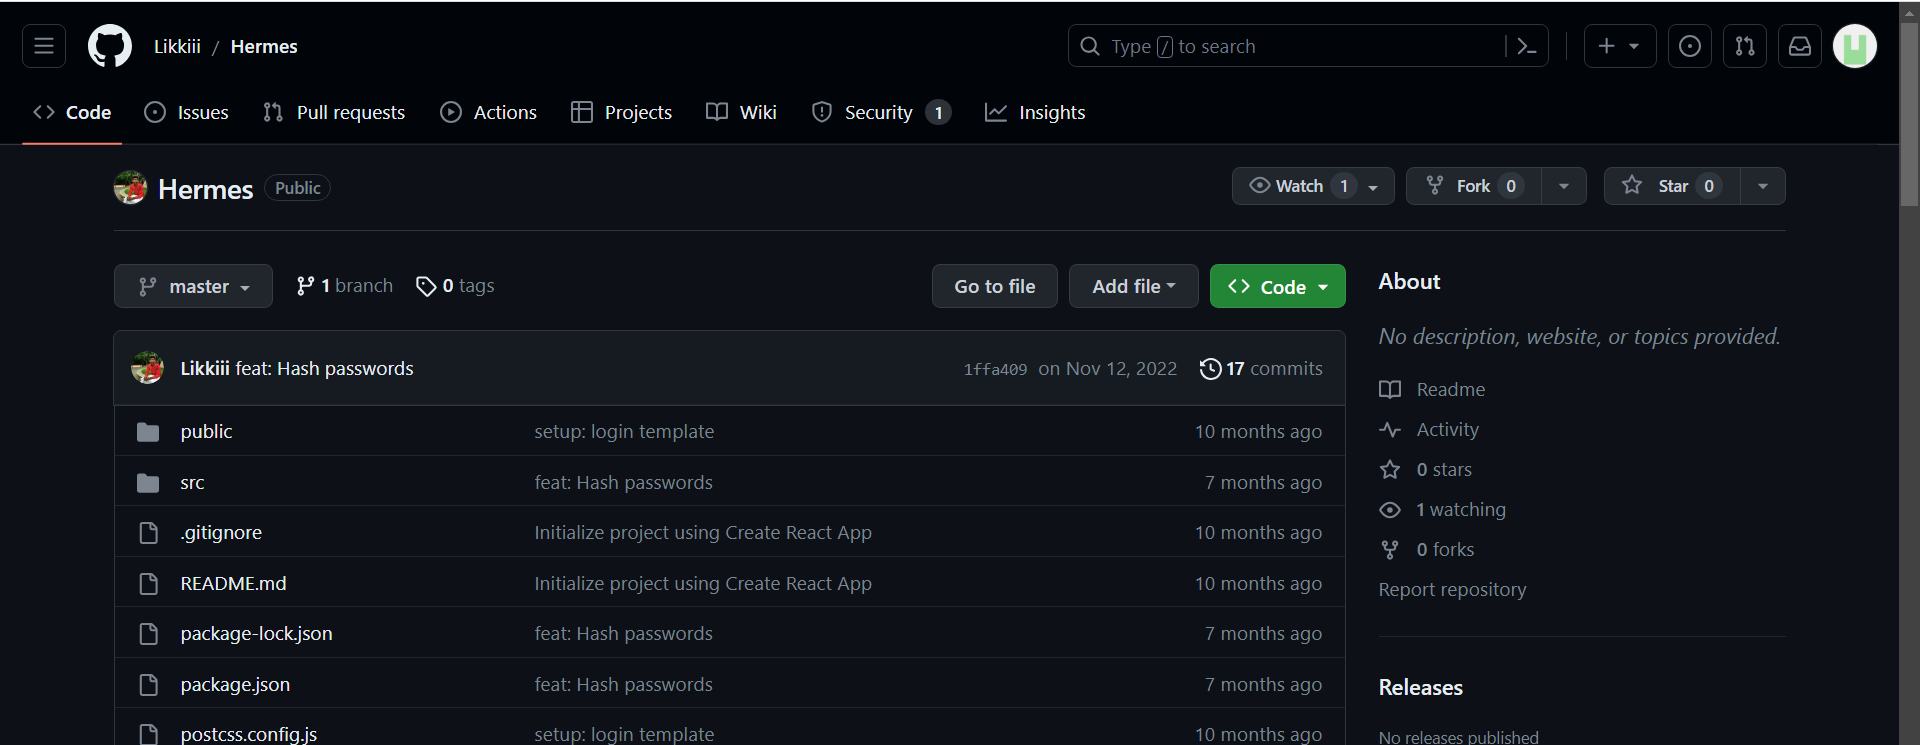 Likkiii / Hermes
Type / to search
Code Issues Pull requests Actions Projects Wiki Security 1 Insights
Hermes Public
Watch 1 Fork 0 Star 0
master 1 branch 0 tags Go to file Add file Code
Likkiii feat: Hash passwords 1ffa409 on Nov 12, 2022 17 commits
public setup: login template 10 months ago
src feat: Hash passwords 7 months ago
.gitignore Initialize project using Create React App 10 months ago
README.md Initialize project using Create React App 10 months ago
package-lock.json feat: Hash passwords 7 months ago
package.json feat: Hash passwords 7 months ago
postcss.config.js setup: login template 10 months ago
About
No description, website, or topics provided.
Readme
Activity
0 stars
1 watching
0 forks
Report repository
Releases
No releases published